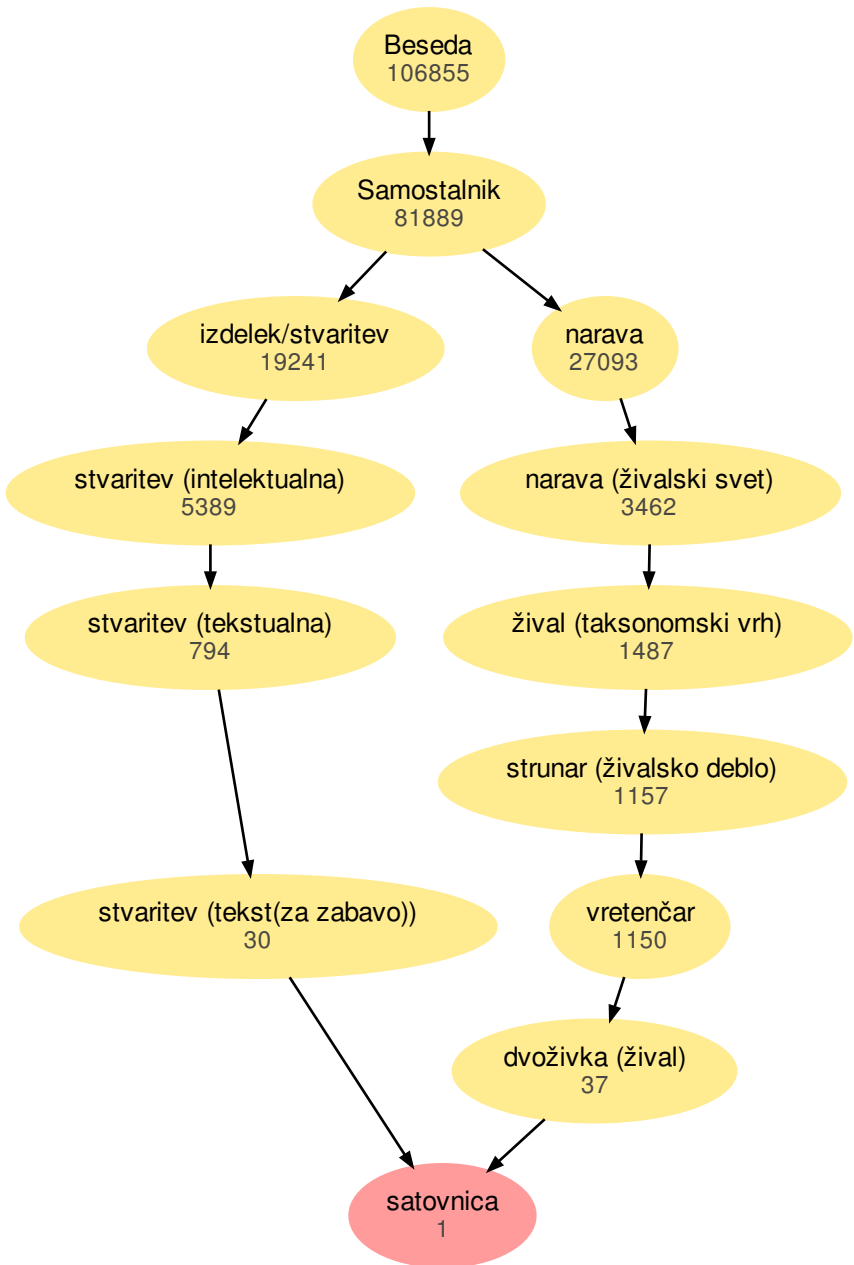 Beseda
106855
Samostalnik
81889
izdelek/stvaritev
19241
narava
27093
stvaritev (intelektualna)
5389
narava (živalski svet)
3462
stvaritev (tekstualna)
794
žival (taksonomski vrh)
1487
strunar (živalsko deblo)
1157
stvaritev (tekst(za zabavo))
30
vretenčar
1150
dvoživka (žival)
37
satovnica
1